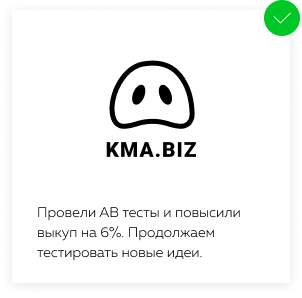 KMA.BIZ
Провели АВ тесты и повысили
выкуп на 6%. Продолжаем
тестировать новые идеи.